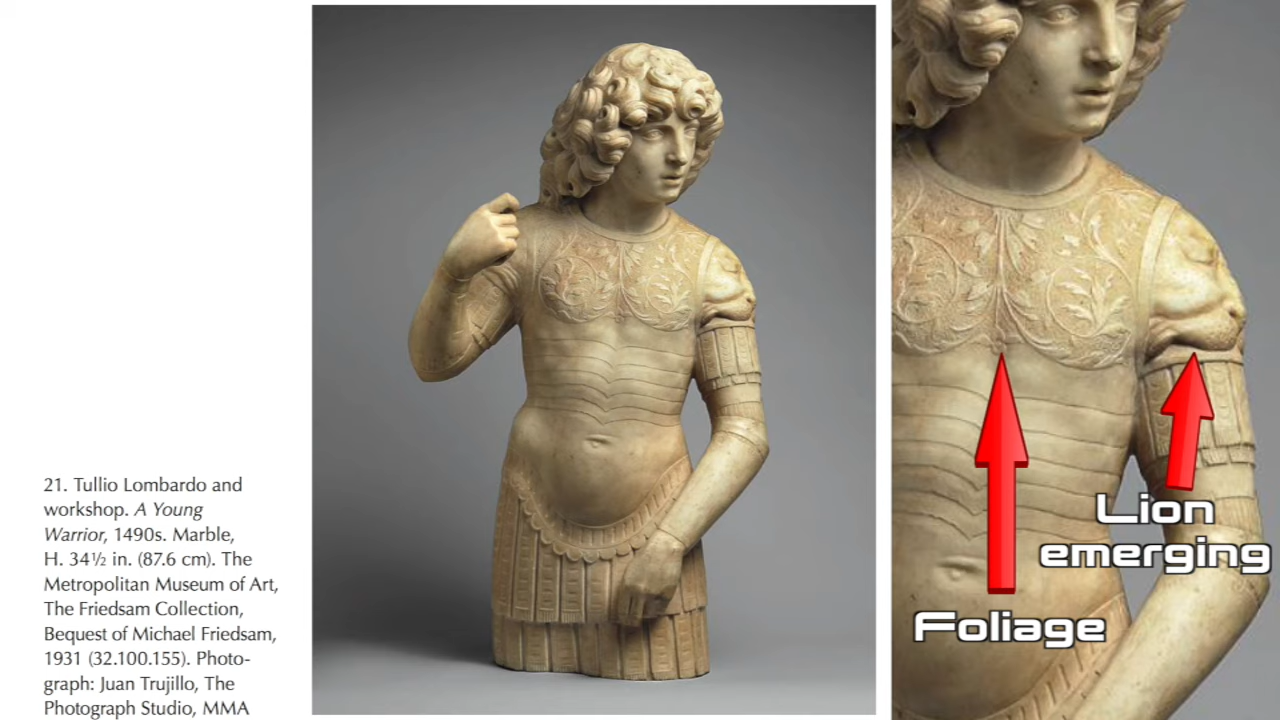 21. Tullio Lombardo and
workshop. A Young
Warrior, 1490s. Marble,
H. 34½ in. (87.6 cm). The
Metropolitan Museum of Art,
The Friedsam Collection,
Bequest of Michael Friedsam,
1931 (32.100.155). Photo-
graph: Juan Trujillo, The
Photograph Studio, MMA
Lion
emerging
Foliage